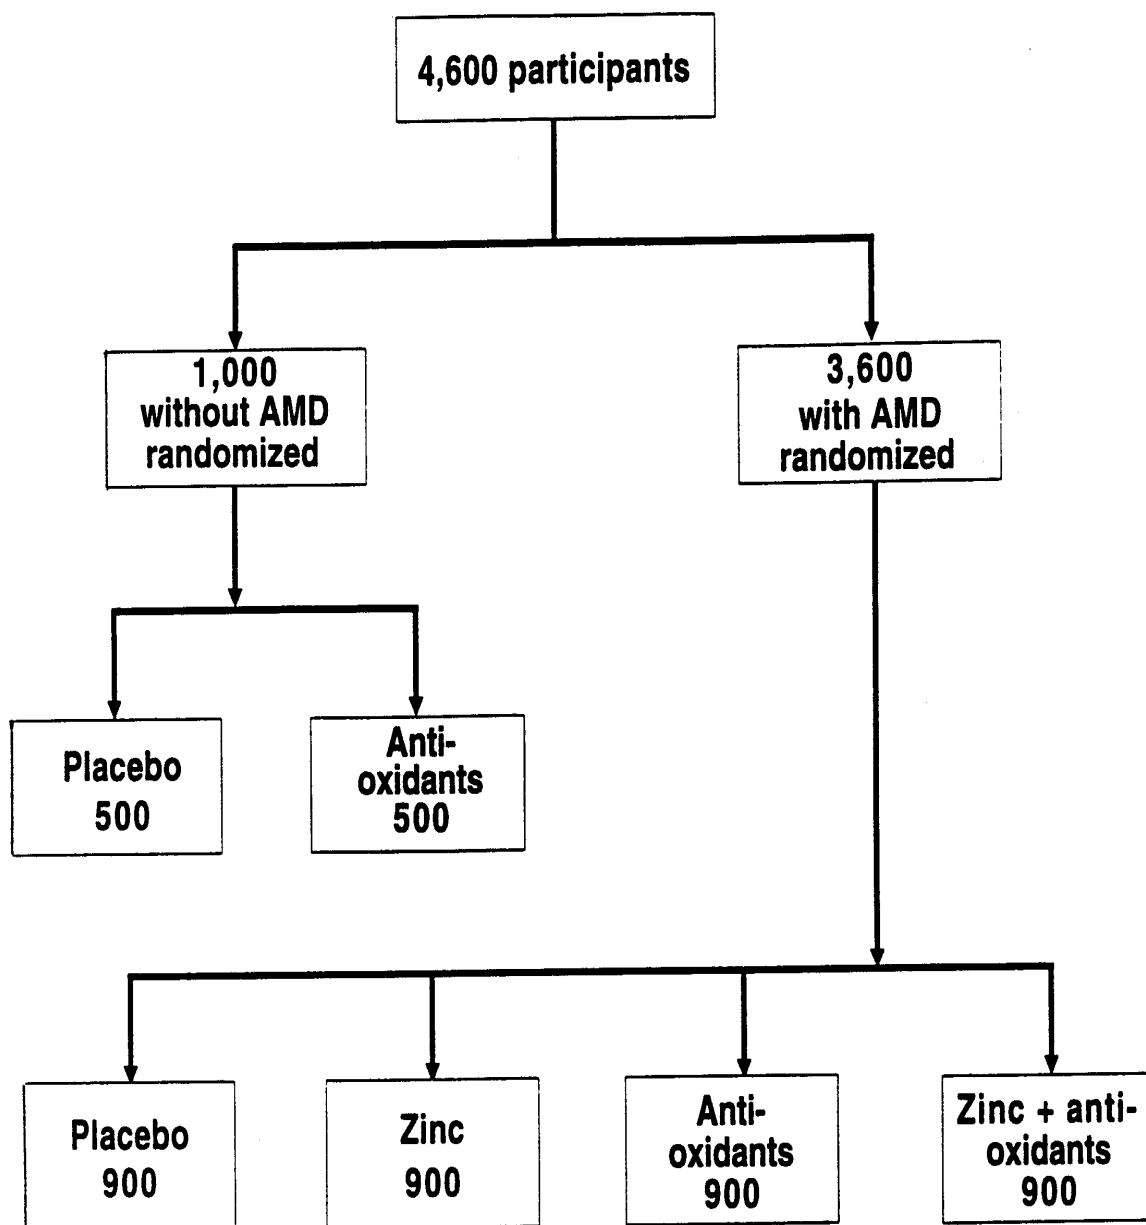 4,600 participants
1,000
without AMD
randomized
3,600
with AMD
randomized
Placebo
500
Anti-
oxidants
500
Placebo
900
Zinc
900
Anti-
oxidants
900
Zinc + anti-
oxidants
900